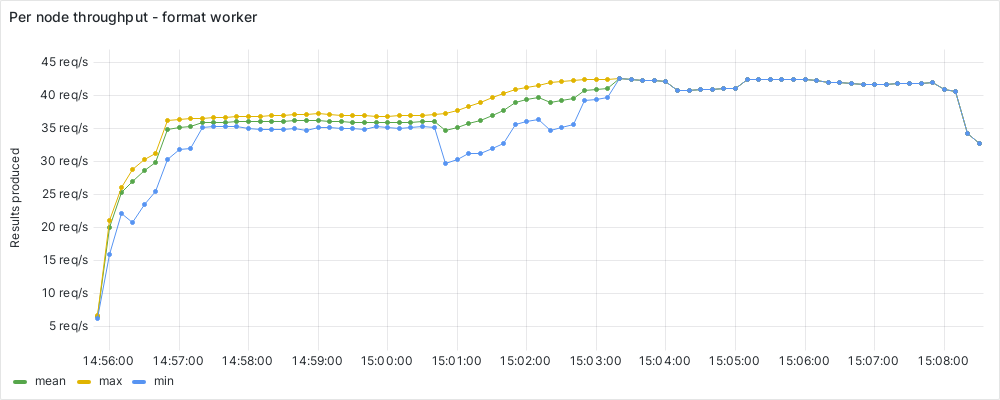 Per node throughput - format worker
Results produced
45 req/s
40 req/s
35 req/s
30 req/s
25 req/s
20 req/s
15 req/s
10 req/s
5 req/s
14:56:00 14:57:00 14:58:00 14:59:00 15:00:00 15:01:00 15:02:00 15:03:00 15:04:00 15:05:00 15:06:00 15:07:00 15:08:00
mean max min